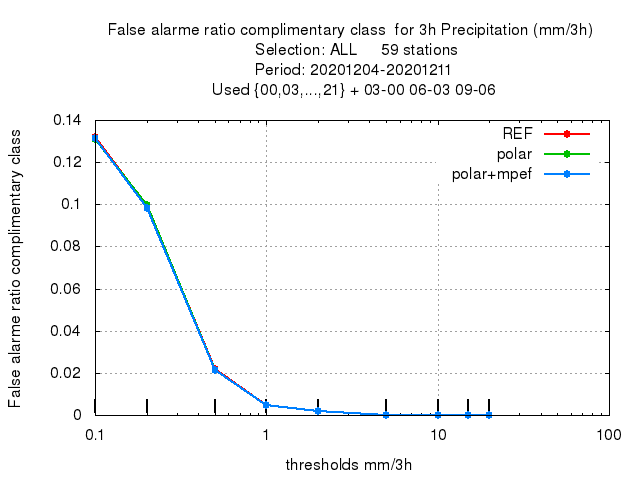 False alarme ratio complimentary class  for 3h Precipitation (mm/3h)
Selection: ALL     59 stations
Period: 20201204-20201211
Used {00,03,...,21} + 03-00 06-03 09-06
False alarme ratio complimentary class
0.14
0.12
0.1
0.08
0.06
0.04
0.02
0
REF
polar
polar+mpef
0.1
1
10
100
thresholds mm/3h